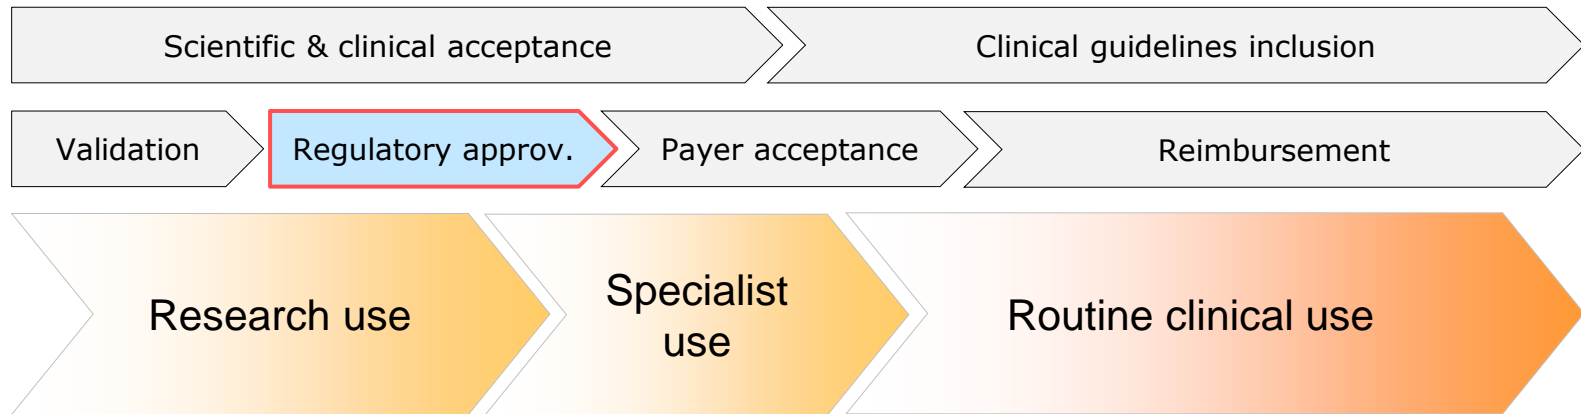 Scientific & clinical acceptance
Clinical guidelines inclusion
Validation
Regulatory approv.
Payer acceptance
Reimbursement
Research use
Specialist
use
Routine clinical use